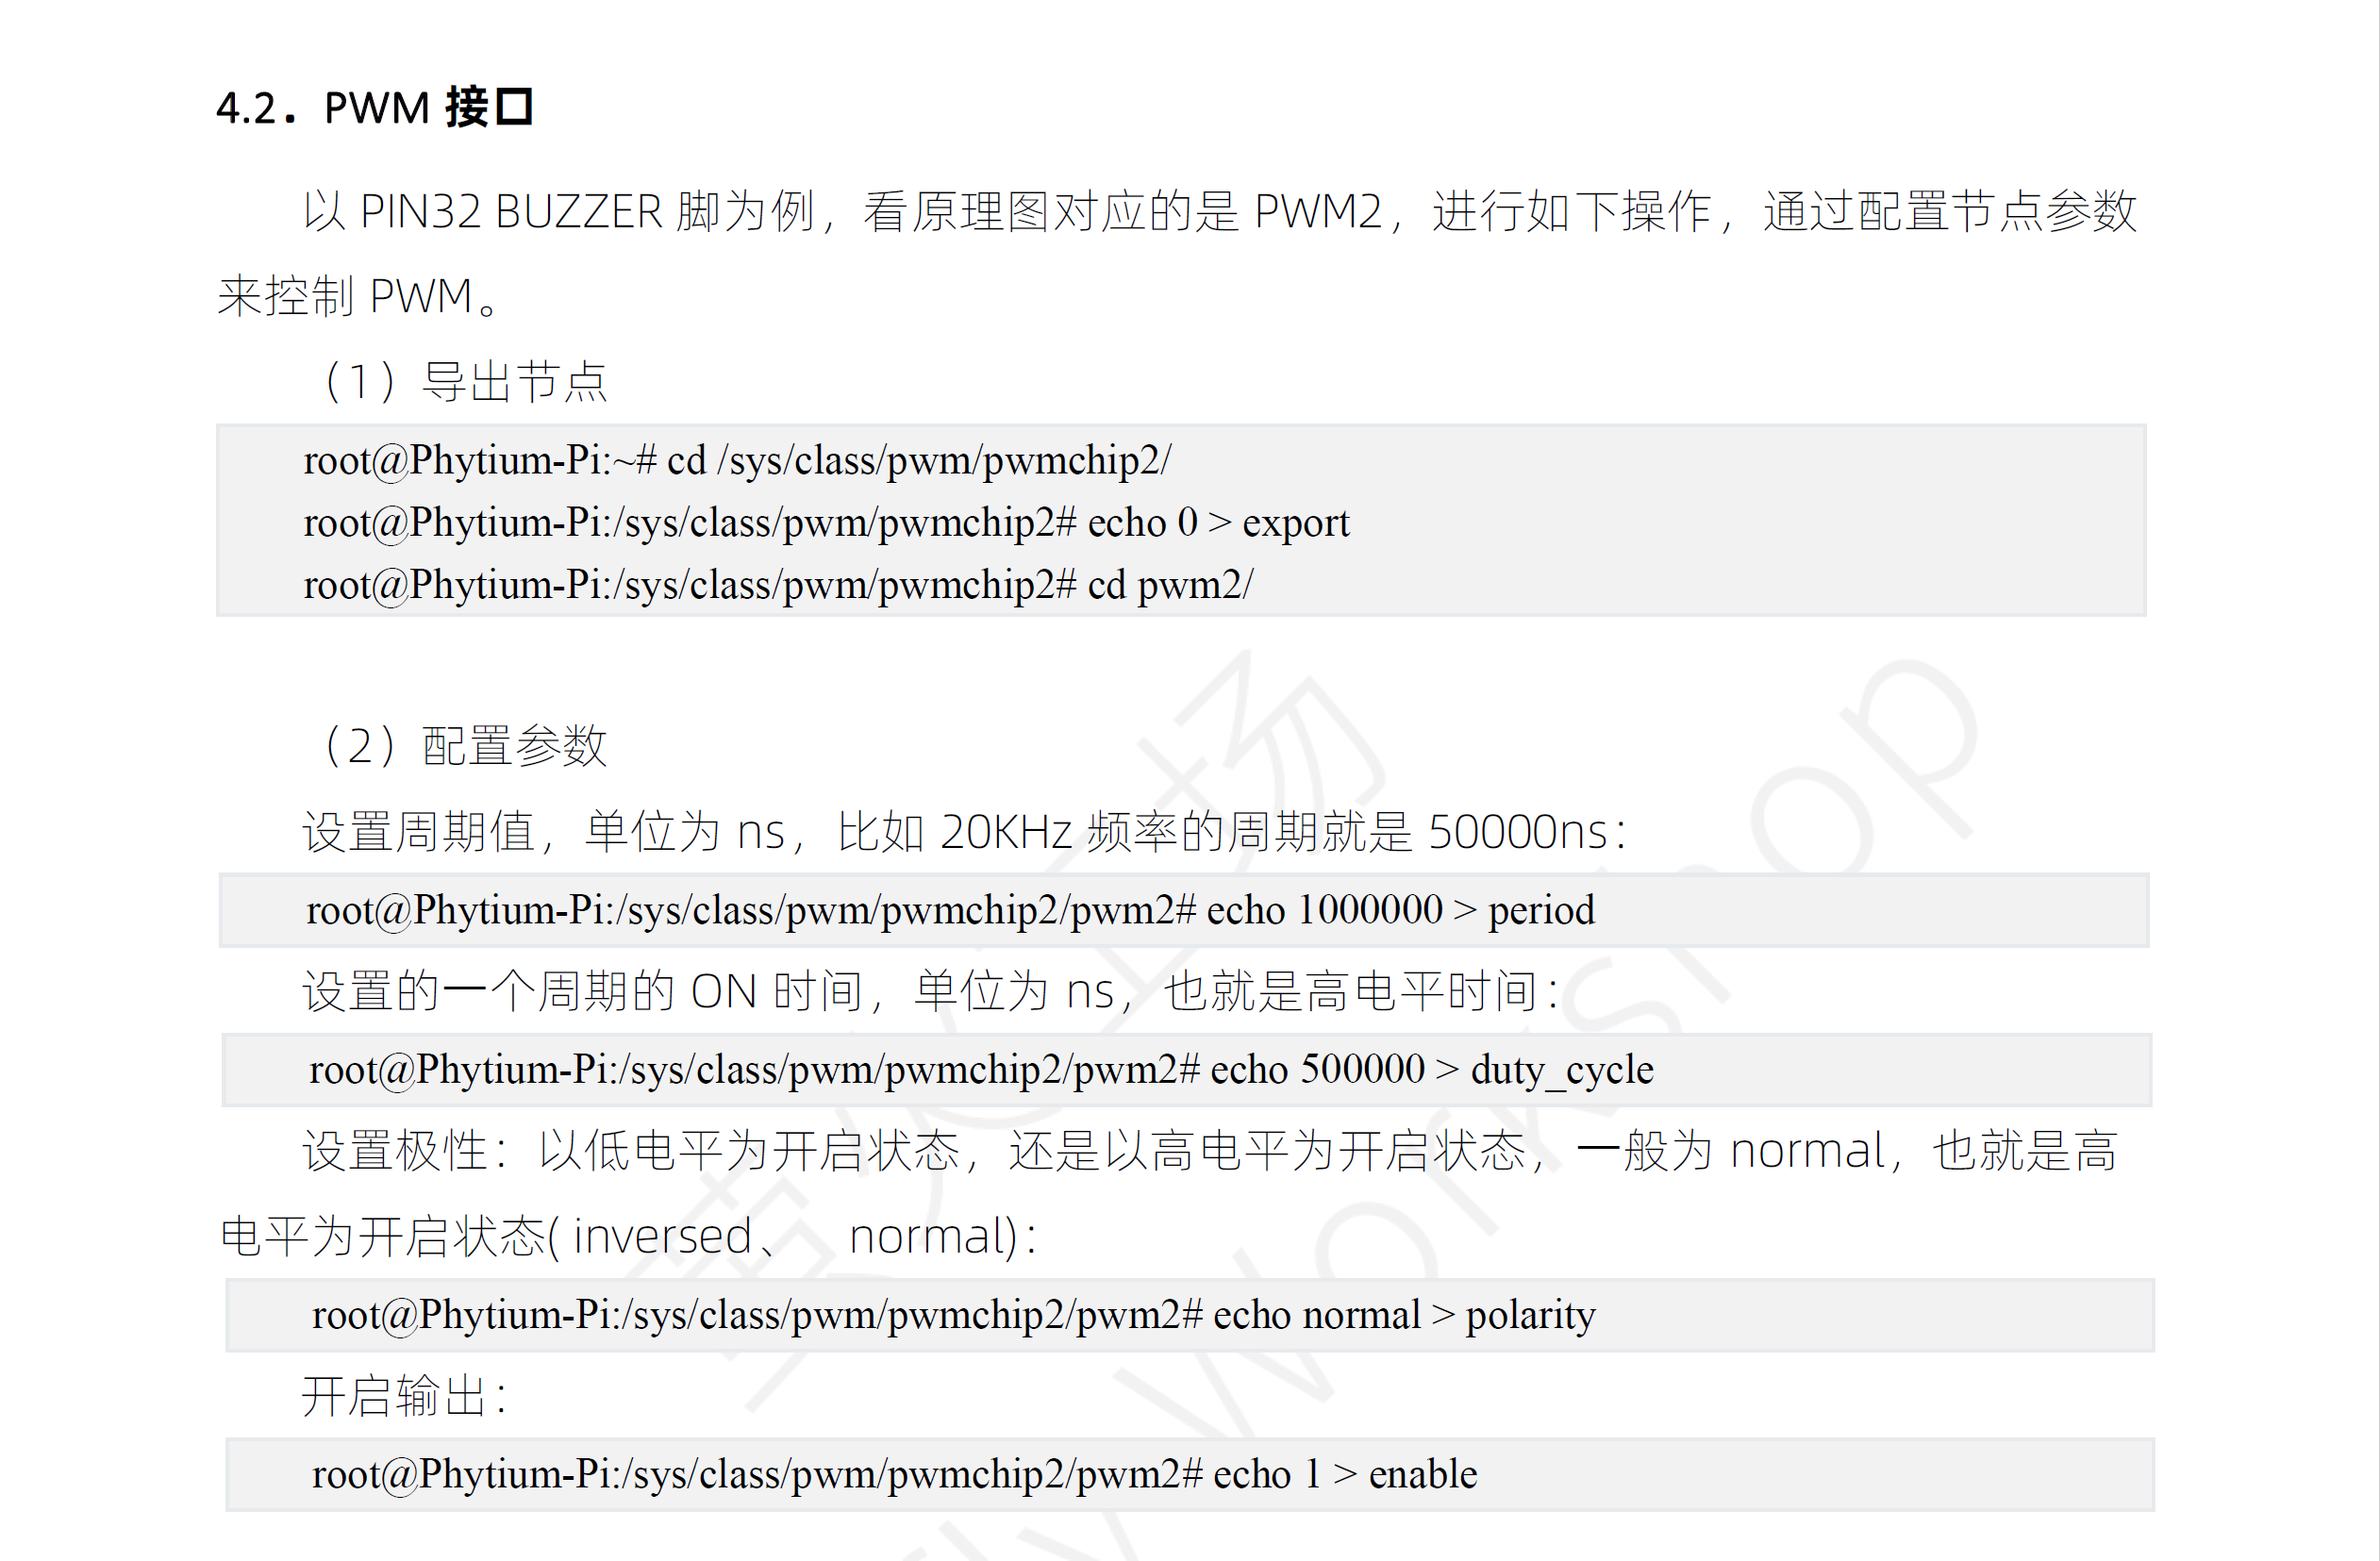 4.2. PWM 接口
以 PIN32 BUZZER 脚为例，看原理图对应的是 PWM2，进行如下操作，通过配置节点参数
来控制 PWM。
（1）导出节点
root@Phytium-Pi:~# cd /sys/class/pwm/pwmchip2/
root@Phytium-Pi:/sys/class/pwm/pwmchip2# echo 0 > export
root@Phytium-Pi:/sys/class/pwm/pwmchip2# cd pwm2/
（2）配置参数
设置周期值，单位为 ns，比如 20KHz 频率的周期就是 50000ns：
root@Phytium-Pi:/sys/class/pwm/pwmchip2/pwm2# echo 1000000 > period
设置的一个周期的 ON 时间，单位为 ns，也就是高电平时间：
root@Phytium-Pi:/sys/class/pwm/pwmchip2/pwm2# echo 500000 > duty_cycle
设置极性：以低电平为开启状态，还是以高电平为开启状态，一般为 normal，也就是高
电平为开启状态( inversed、 normal)：
root@Phytium-Pi:/sys/class/pwm/pwmchip2/pwm2# echo normal > polarity
开启输出：
root@Phytium-Pi:/sys/class/pwm/pwmchip2/pwm2# echo 1 > enable